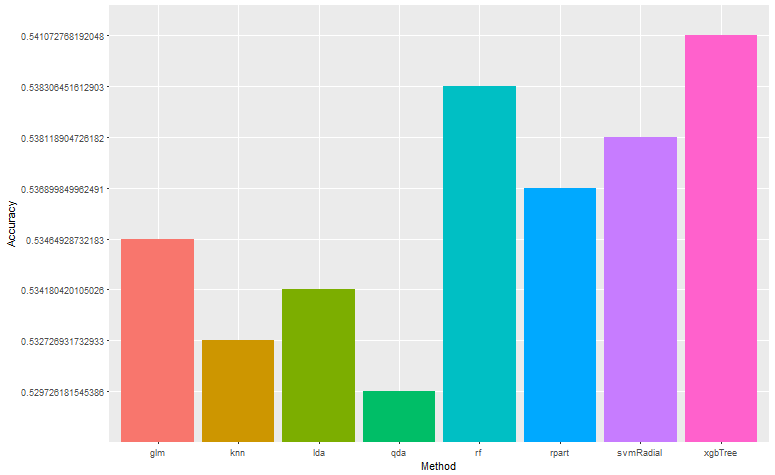 Accuracy
0.541072768192048
0.538306451612903
0.538118904726182
0.536899849962491
0.53464928732183
0.534180420105026
0.532726931732933
0.529726181545386
glm knn lda qda rf rpart svmRadial xgbTree
Method